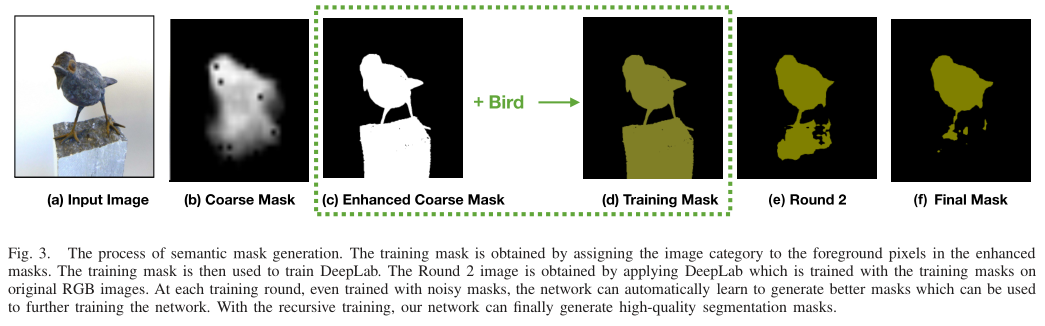 + Bird
(a) Input Image
(b) Coarse Mask
(c) Enhanced Coarse Mask
(d) Training Mask
(e) Round 2
(f) Final Mask
Fig. 3. The process of semantic mask generation. The training mask is obtained by assigning the image category to the foreground pixels in the enhanced
masks. The training mask is then used to train DeepLab. The Round 2 image is obtained by applying DeepLab which is trained with the training masks on
original RGB images. At each training round, even trained with noisy masks, the network can automatically learn to generate better masks which can be used
to further training the network. With the recursive training, our network can finally generate high-quality segmentation masks.